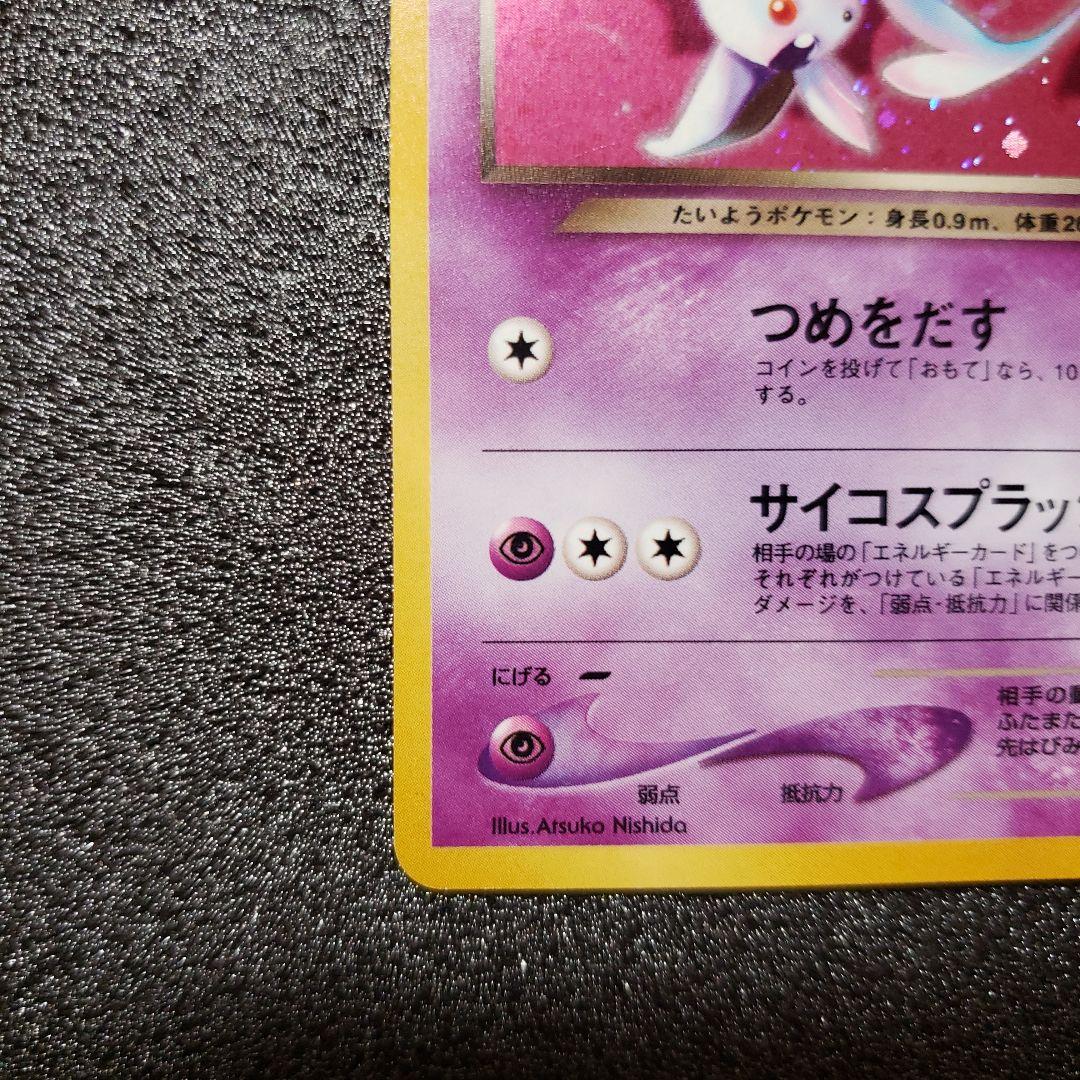 たいようポケモン：身長0.9m、体重2
つめをだす
コインを投げて「おもて」なら、10
する。
サイコスプラッ
相手の場の「エネルギーカード」をつ
それぞれがつけている「エネルギー
ダメージを、「弱点・抵抗力」に関係
にげる
相手の
ふたまた
先はぴみ
弱点 抵抗力
Illus.Atsuko Nishida